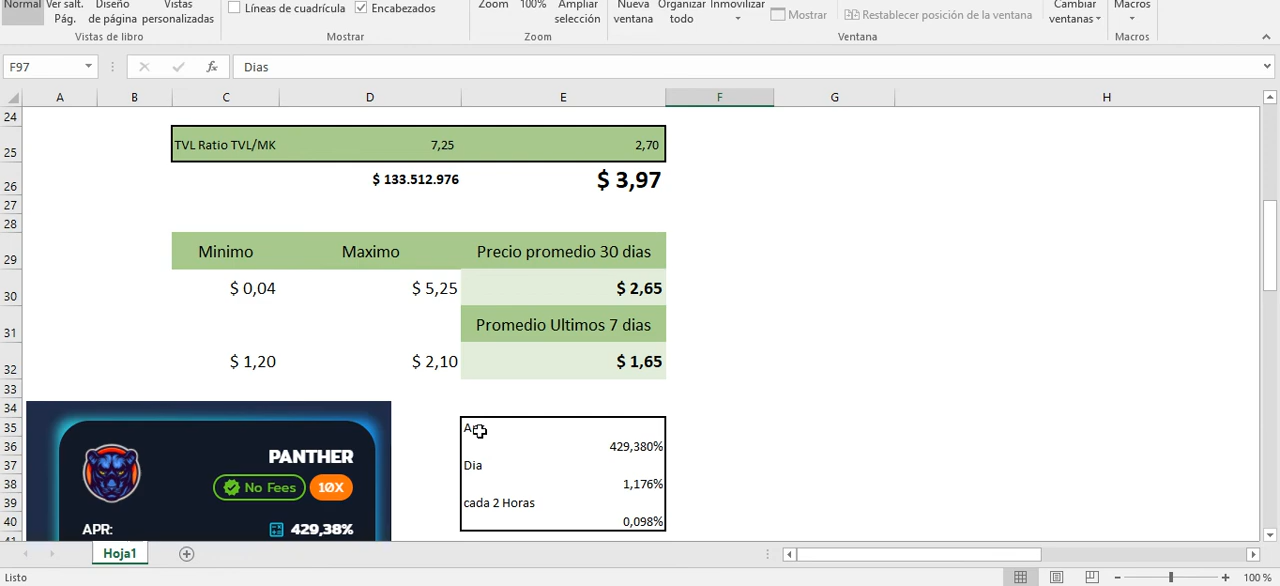 Normal Ver salt. Pág. Diseño de página Vistas personalizadas
Vistas de libro
Líneas de cuadrícula Encabezados
Mostrar
Zoom 100% Ampliar selección
Zoom
Nueva ventana Organizar todo Inmovilizar Mostrar Restablecer posición de la ventana Cambiar ventanas
Ventana
Macros
Macros
F97 fx Dias
A B C D E F G H
24
25 TVL Ratio TVL/MK 7,25 2,70
26 $ 133.512.976 $ 3,97
27
28
29 Minimo Maximo Precio promedio 30 dias
30 $ 0,04 $ 5,25 $ 2,65
31 Promedio Ultimos 7 dias
32 $ 1,20 $ 2,10 $ 1,65
33
34
35
36 429,380%
37 Dia
38 1,176%
39 cada 2 Horas
40 0,098%
PANTHER
No Fees 10X
APR: 429,38%
Hoja1
Listo 100 %